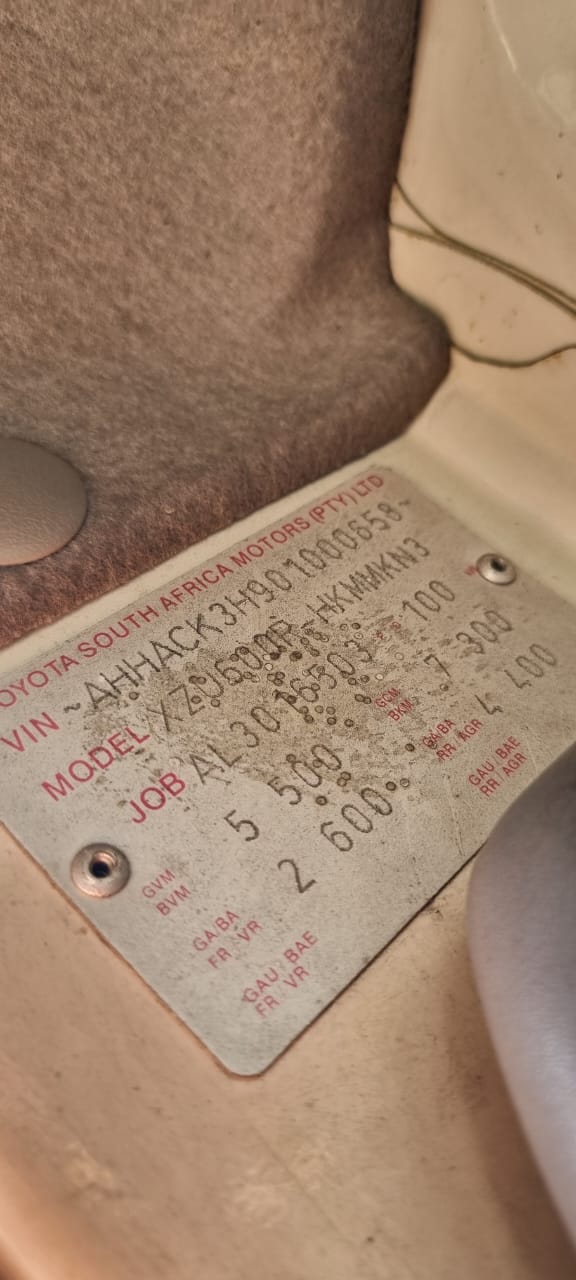 TOYOTA SOUTH AFRICA MOTORS (PTY) LTD
VIN ~AHHACK3H901000658~
MODEL XZU600R-HKMMKN3
JOB AL3016503 100
GVM BVM 5 500 GCM BKM 7 300
GA/BA FR/VR 2 600 GA/BA RR/AGR 4 400
GAU/BAE FR/VR GAU/BAE RR/AGR